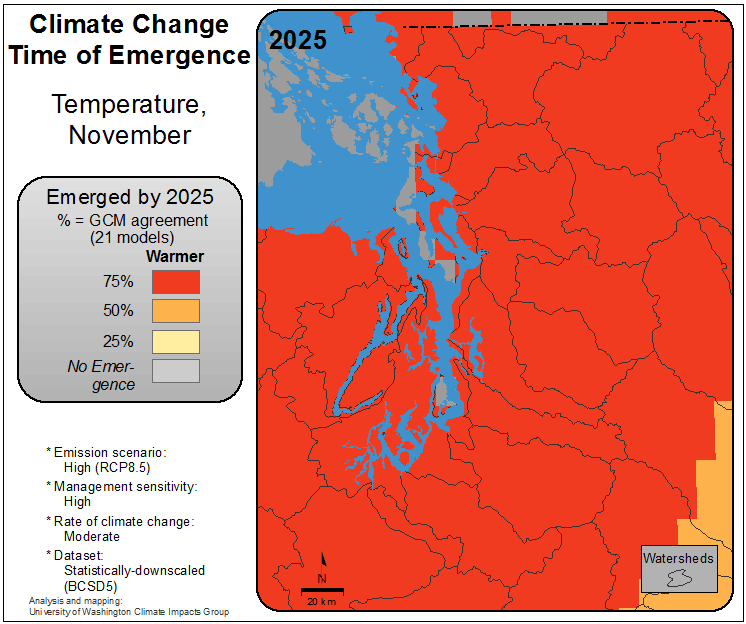 Climate Change
Time of Emergence
Temperature,
November
Emerged by 2025
% = GCM agreement
(21 models)
Warmer
75%
50%
25%
No Emer-
gence
* Emission scenario:
High (RCP8.5)
* Management sensitivity:
High
* Rate of climate change:
Moderate
* Dataset:
Statistically-downscaled
(BCSD5)
Analysis and mapping:
University of Washington Climate Impacts Group
2025
N
20 km
Watersheds